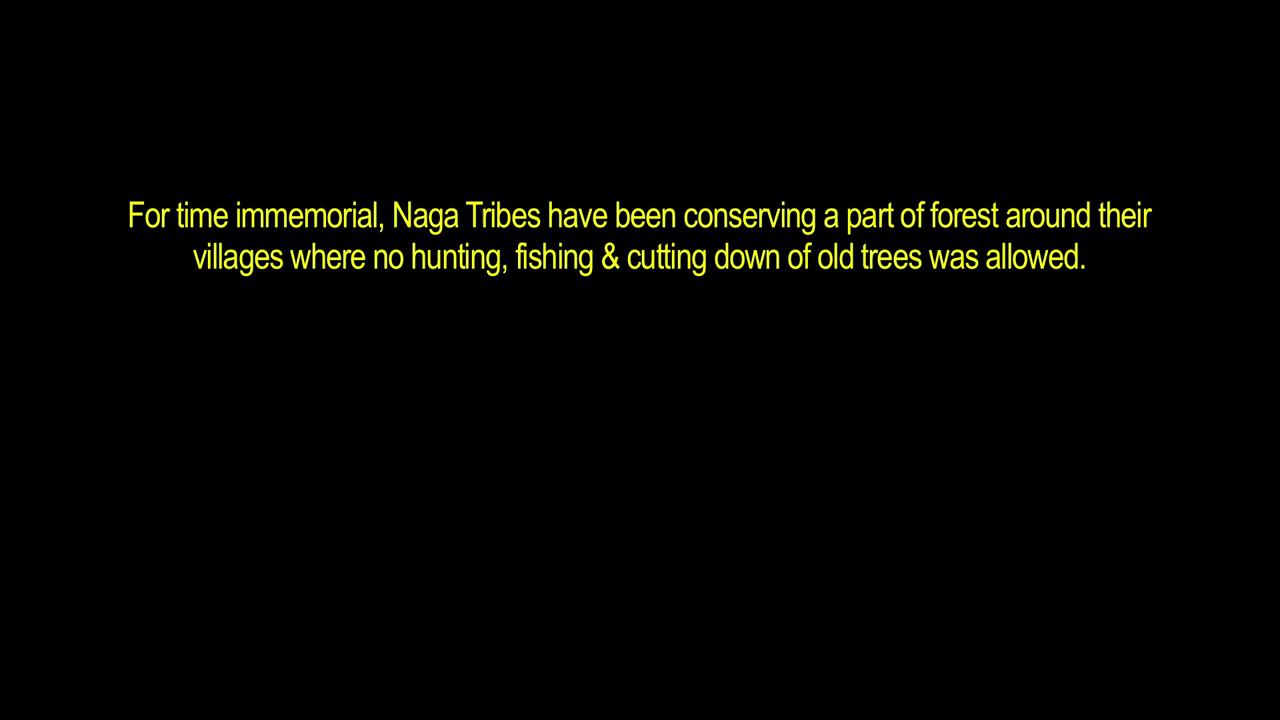 For time immemorial, Naga Tribes have been conserving a part of forest around their
villages where no hunting, fishing & cutting down of old trees was allowed.